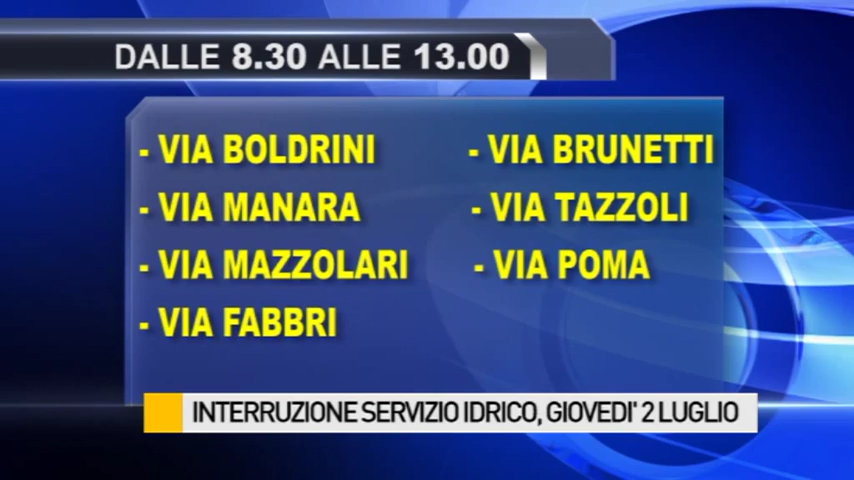 DALLE 8.30 ALLE 13.00
- VIA BOLDRINI
- VIA MANARA
- VIA MAZZOLARI
- VIA FABBRI
- VIA BRUNETTI
- VIA TAZZOLI
- VIA POMA
INTERRUZIONE SERVIZIO IDRICO, GIOVEDI' 2 LUGLIO